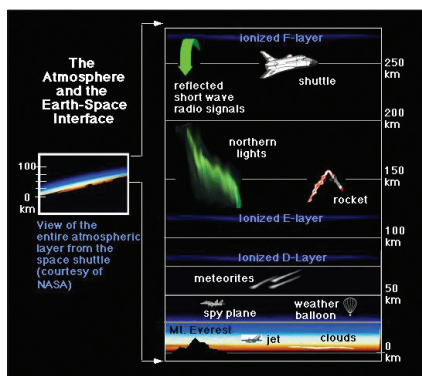 The
Atmosphere
and the
Earth-Space
Interface
100
0
km
View of the
entire atmospheric
layer from the
space shuttle
(courtesy of
NASA)
ionized F-layer
250
km
shuttle
reflected
short wave
radio signals
200
km
northern
lights
150
km
rocket
Ionized E-layer
100
km
Ionized D-Layer
meteorites
50
km
spy plane
weather
balloon
Mt. Everest
jet
clouds
0
km